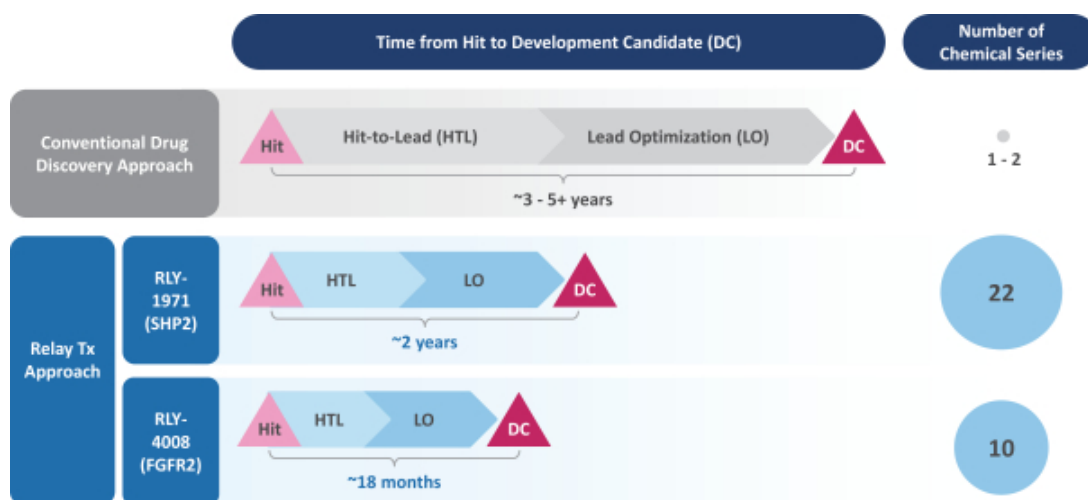 Time from Hit to Development Candidate (DC)
Number of
Chemical Series
Conventional Drug
Discovery Approach
Hit
Hit-to-Lead (HTL)
Lead Optimization (LO)
DC
~3 - 5+ years
1 - 2
Relay Tx
Approach
RLY-
1971
(SHP2)
Hit
HTL
LO
DC
~2 years
22
RLY-
4008
(FGFR2)
Hit
HTL
LO
DC
~18 months
10